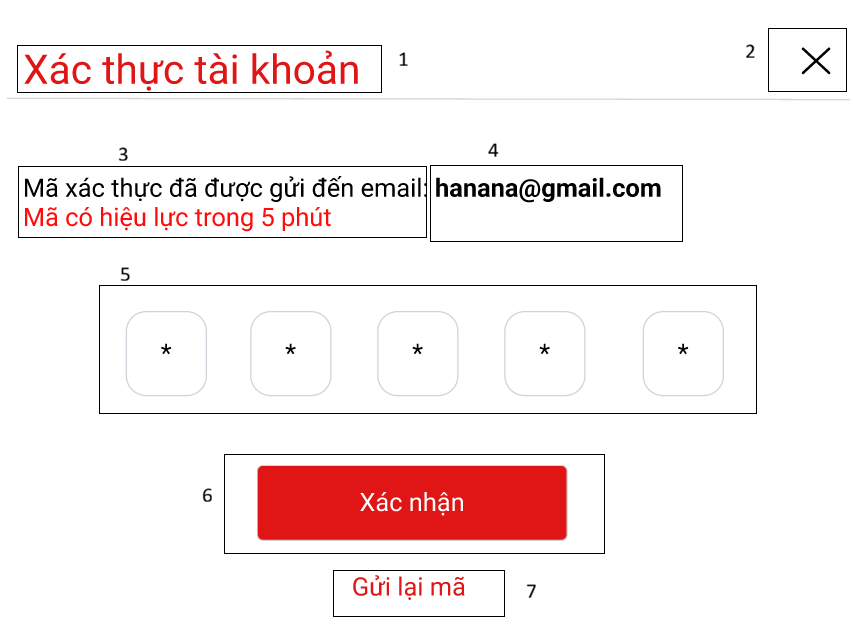 Xác thực tài khoản
1
2
3
4
Mã xác thực đã được gửi đến email: hanana@gmail.com
Mã có hiệu lực trong 5 phút
5
* * * * *
6
Xác nhận
Gửi lại mã
7